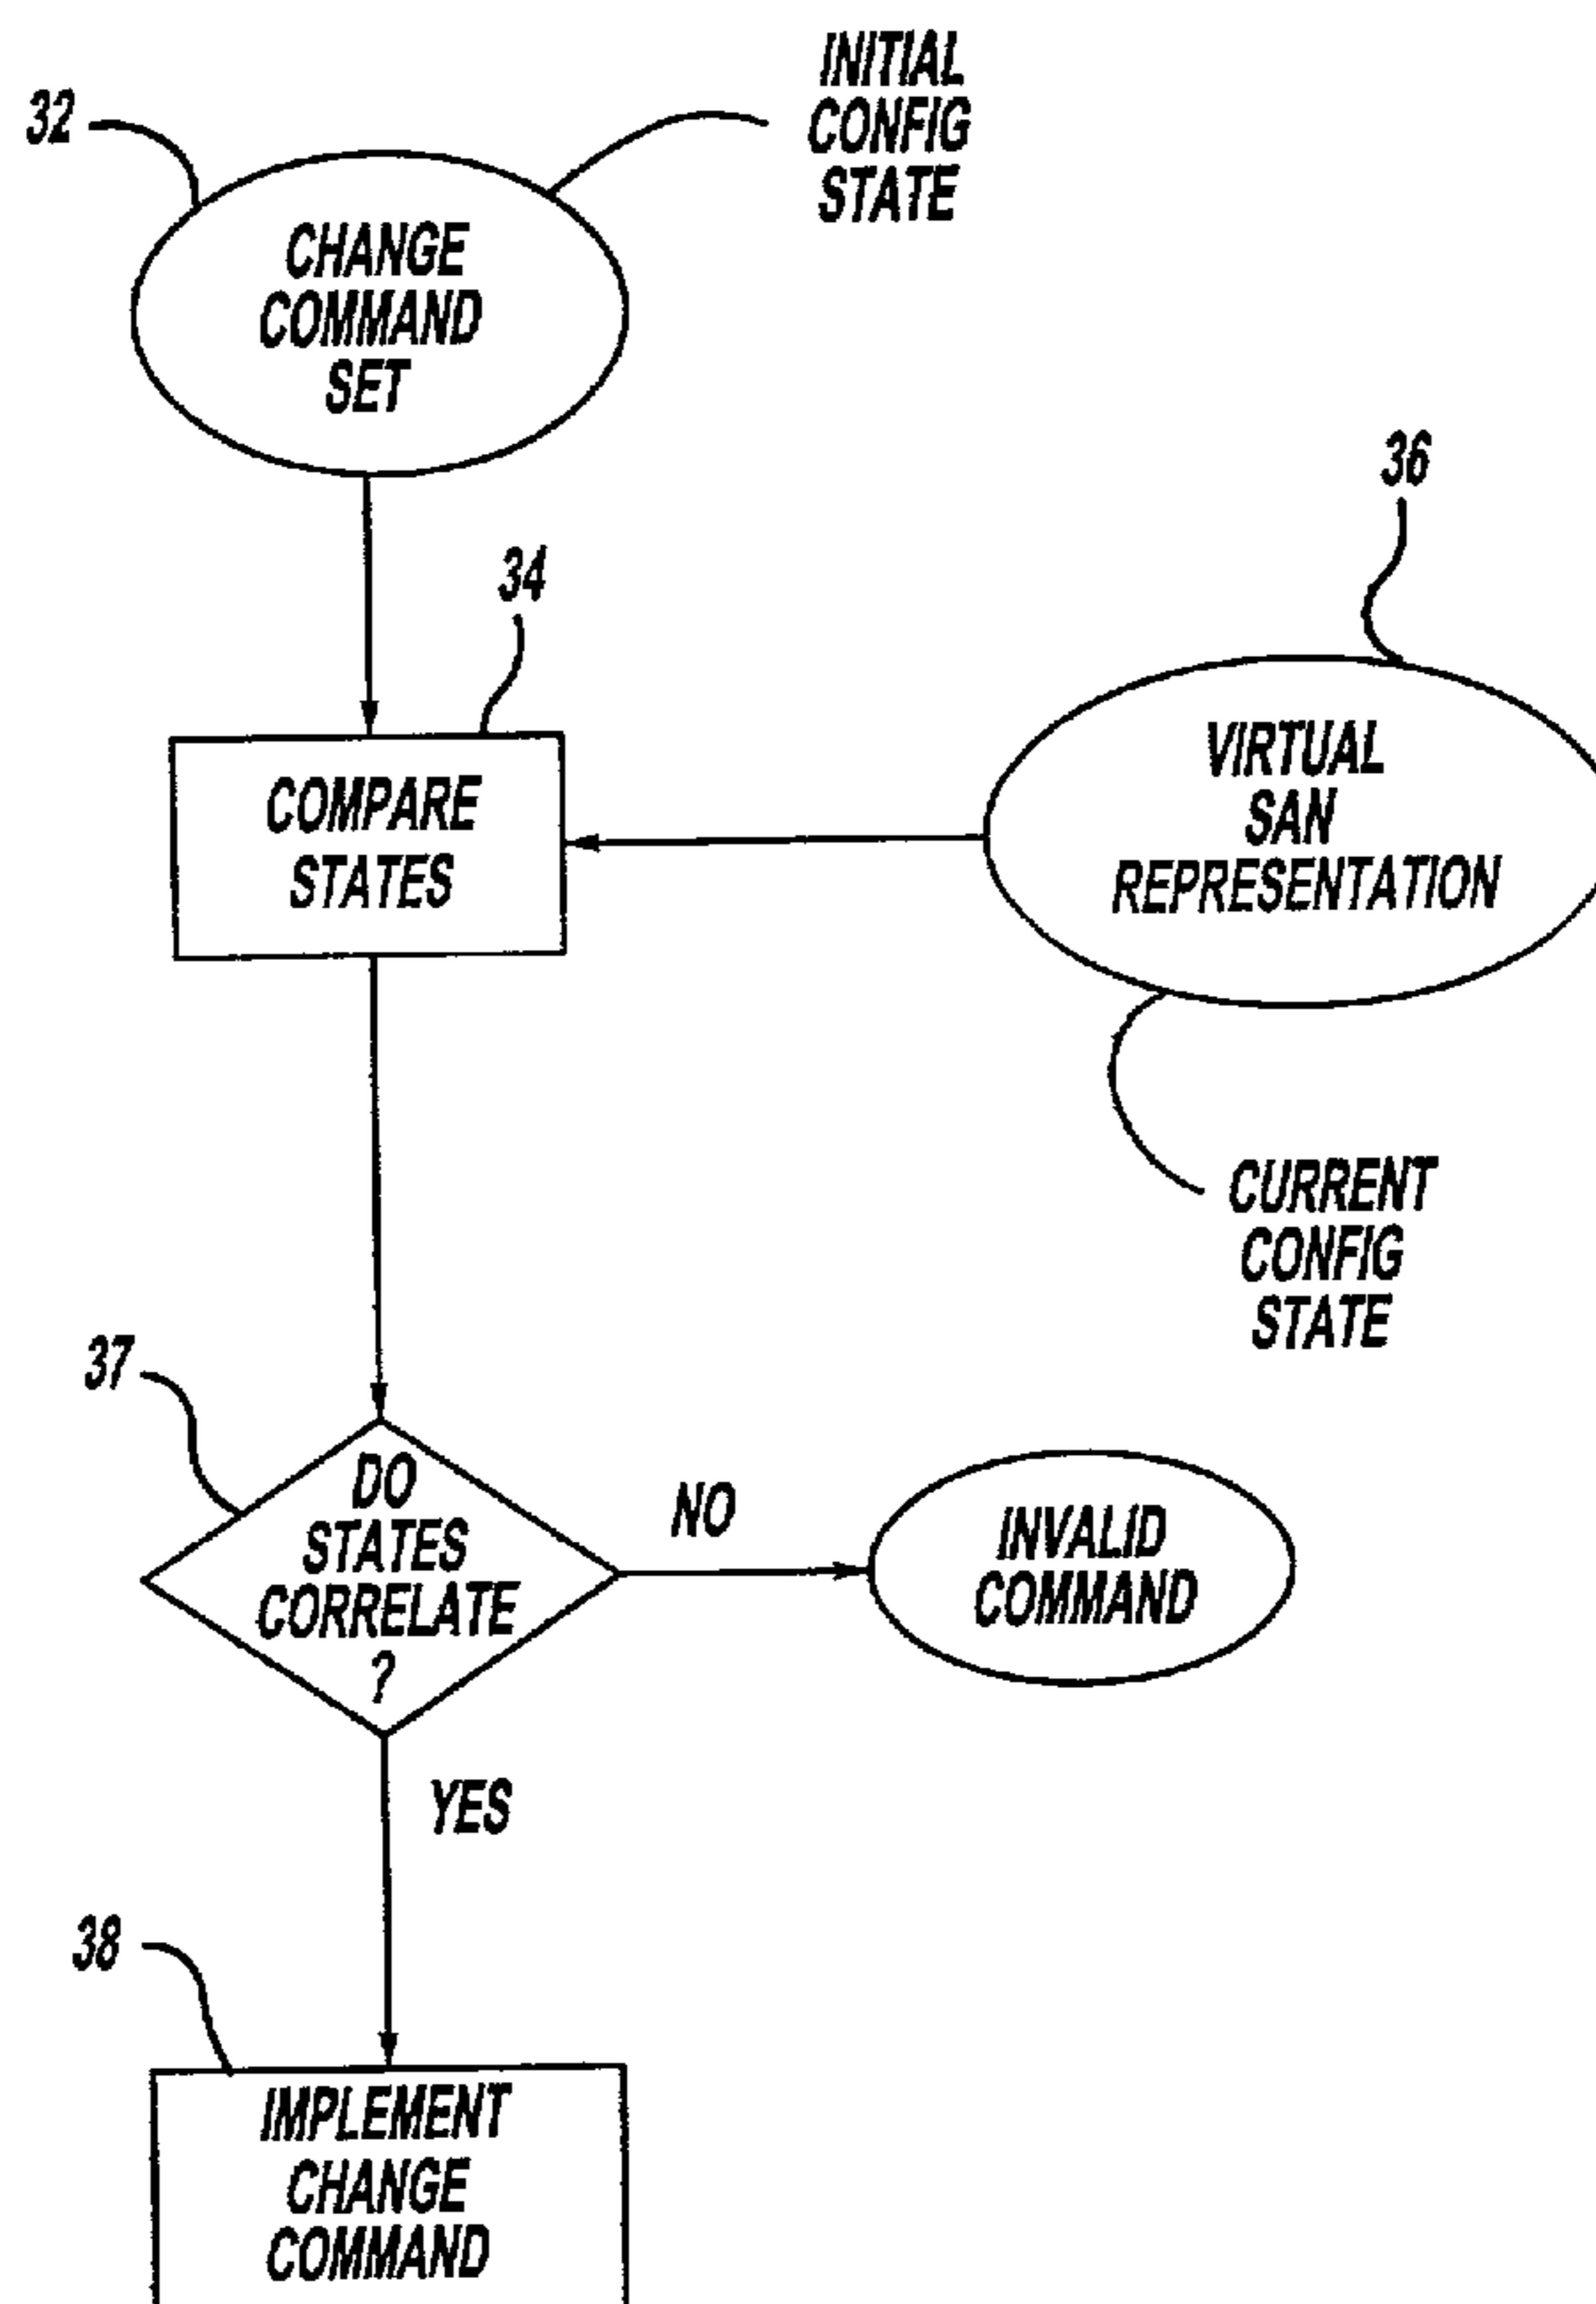 INITIAL
CONFIG
STATE
32
CHANGE
COMMAND
SET
36
34
COMPARE
STATES
VIRTUAL
SAN
REPRESENTATION
CURRENT
CONFIG
STATE
37
DO
STATES
CORRELATE
?
NO
INVALID
COMMAND
YES
38
IMPLEMENT
CHANGE
COMMAND